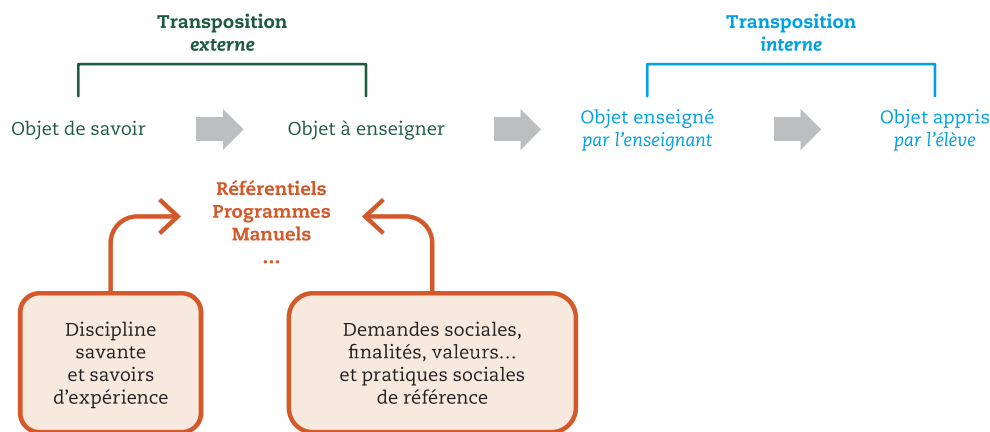 Transposition
externe
Transposition
interne
Objet de savoir
Objet à enseigner
Objet enseigné
par l’enseignant
Objet appris
par l’élève
Référentiels
Programmes
Manuels
...
Discipline
savante
et savoirs
d’expérience
Demandes sociales,
finalités, valeurs…
et pratiques sociales
de référence